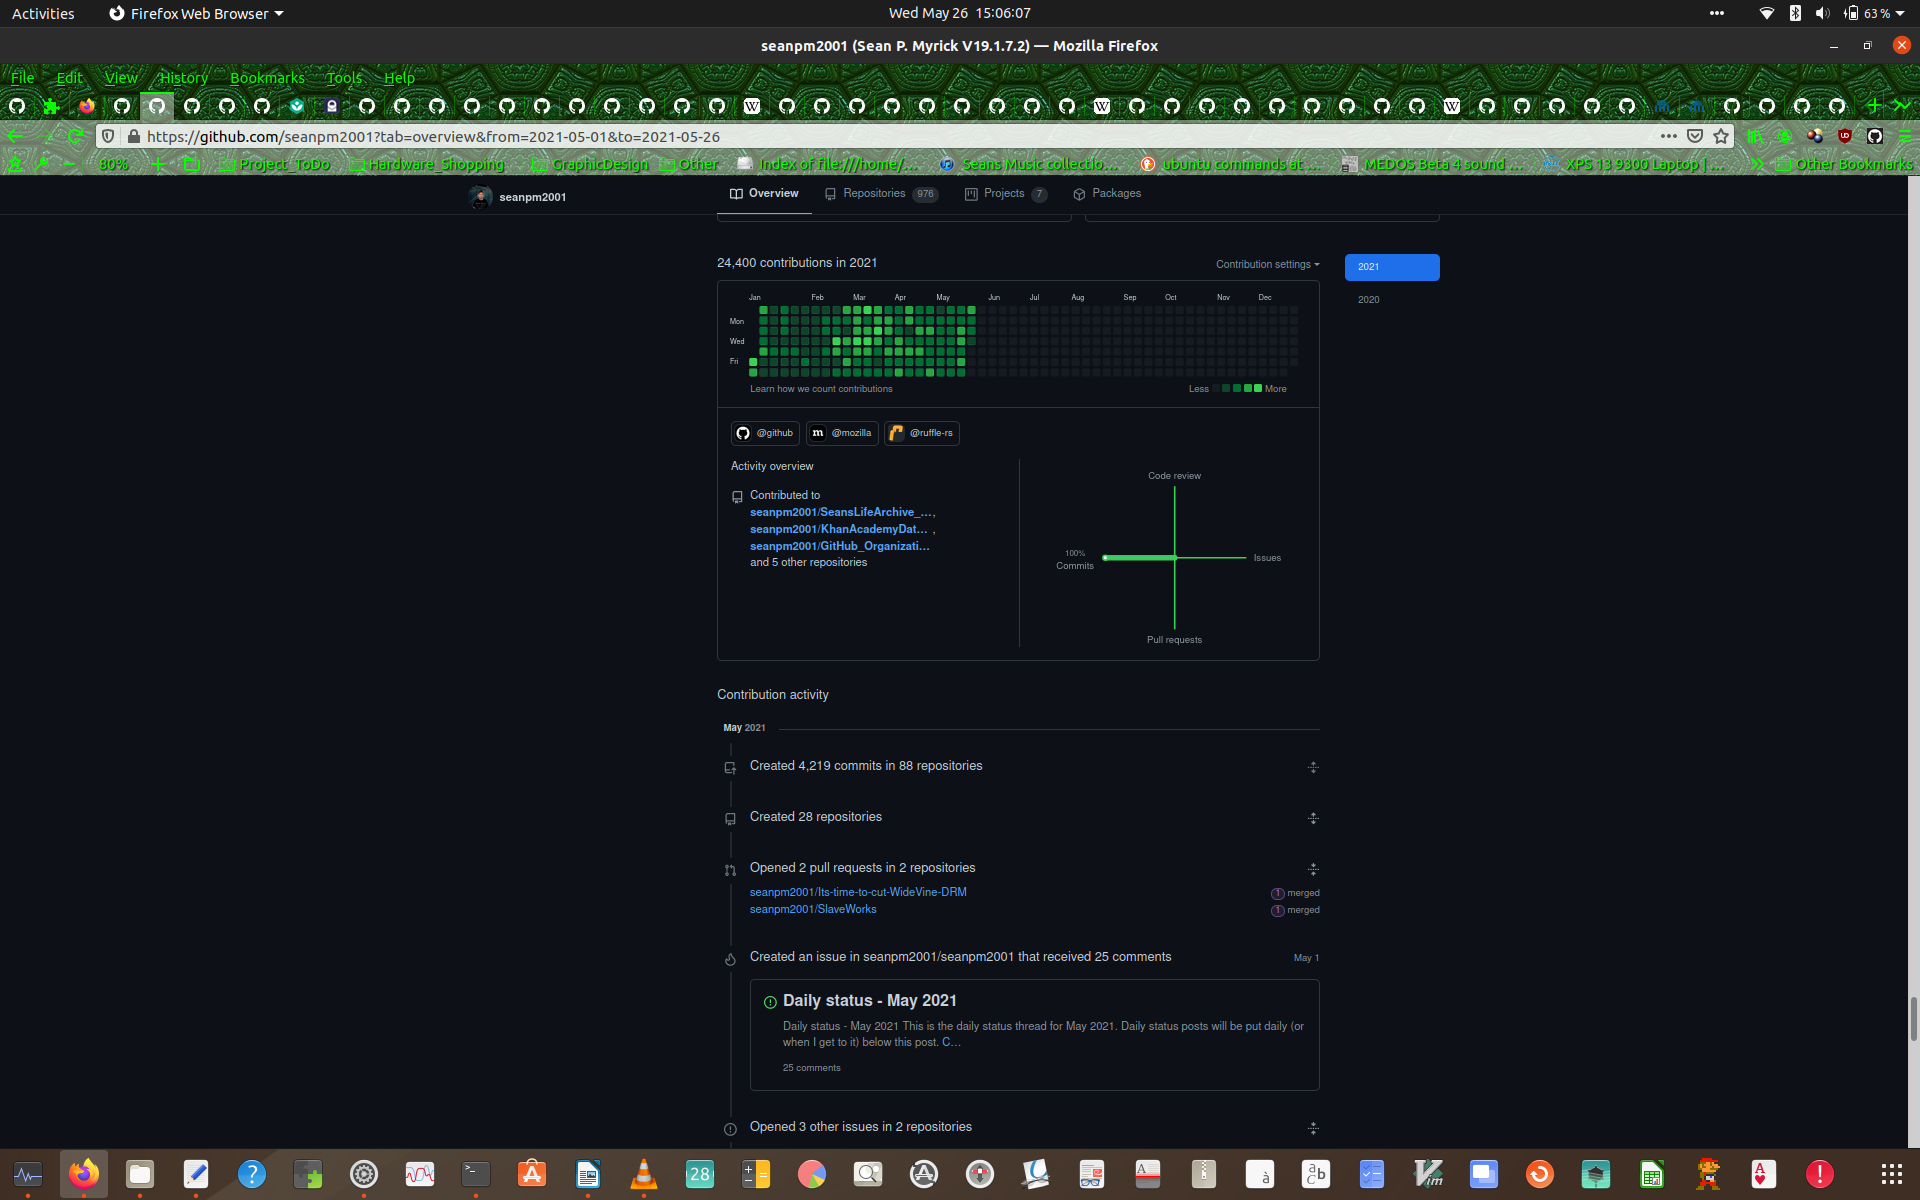 Activities
Firefox Web Browser
Wed May 26 15:06:07
63 %
seanpm2001 (Sean P. Myrick V19.1.7.2) — Mozilla Firefox
File Edit View History Bookmarks Tools Help
https://github.com/seanpm2001?tab=overview&from=2021-05-01&to=2021-05-26
80%
Project_ToDo
Hardware_Shopping
GraphicDesign
Other
Index of file:///home/...
Seans Music collectio...
ubuntu commands at ...
MEDOS Beta 4 sound ...
XPS 13 9300 Laptop | ...
Other Bookmarks
seanpm2001
Overview
Repositories 976
Projects 7
Packages
24,400 contributions in 2021
Contribution settings
2021
2020
Jan Feb Mar Apr May Jun Jul Aug Sep Oct Nov Dec
Mon
Wed
Fri
Learn how we count contributions
Less More
@github
@mozilla
@ruffle-rs
Activity overview
Contributed to
seanpm2001/SeansLifeArchive_...,
seanpm2001/KhanAcademyDat... ,
seanpm2001/GitHub_Organizati...
and 5 other repositories
Code review
100%
Commits
Issues
Pull requests
Contribution activity
May 2021
Created 4,219 commits in 88 repositories
Created 28 repositories
Opened 2 pull requests in 2 repositories
seanpm2001/Its-time-to-cut-WideVine-DRM
1 merged
seanpm2001/SlaveWorks
1 merged
Created an issue in seanpm2001/seanpm2001 that received 25 comments
May 1
Daily status - May 2021
Daily status - May 2021 This is the daily status thread for May 2021. Daily status posts will be put daily (or
when I get to it) below this post. C...
25 comments
Opened 3 other issues in 2 repositories
28